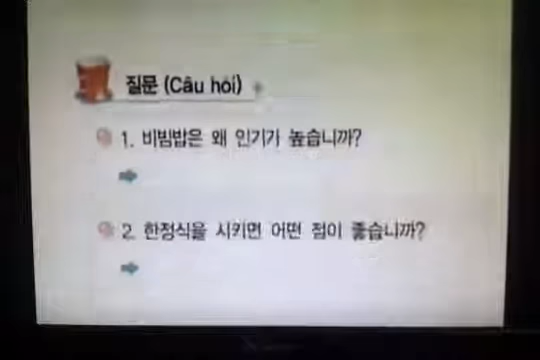 질문 (Câu hỏi)
1. 비빔밥은 왜 인기가 높습니까?
2. 한정식을 시키면 어떤 점이 좋습니까?